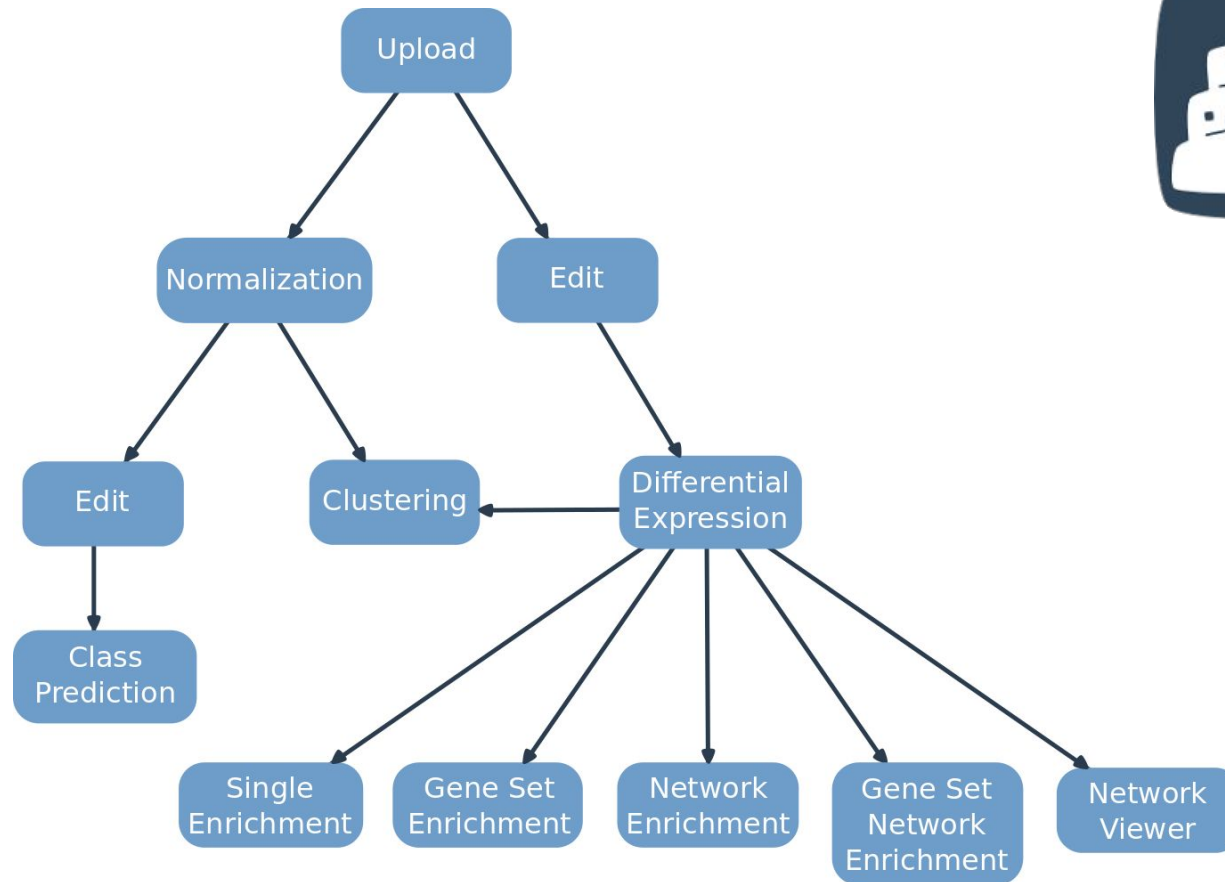 Upload
Normalization
Edit
Edit
Clustering
Differential
Expression
Class
Prediction
Single
Enrichment
Gene Set
Enrichment
Network
Enrichment
Gene Set
Network
Enrichment
Network
Viewer